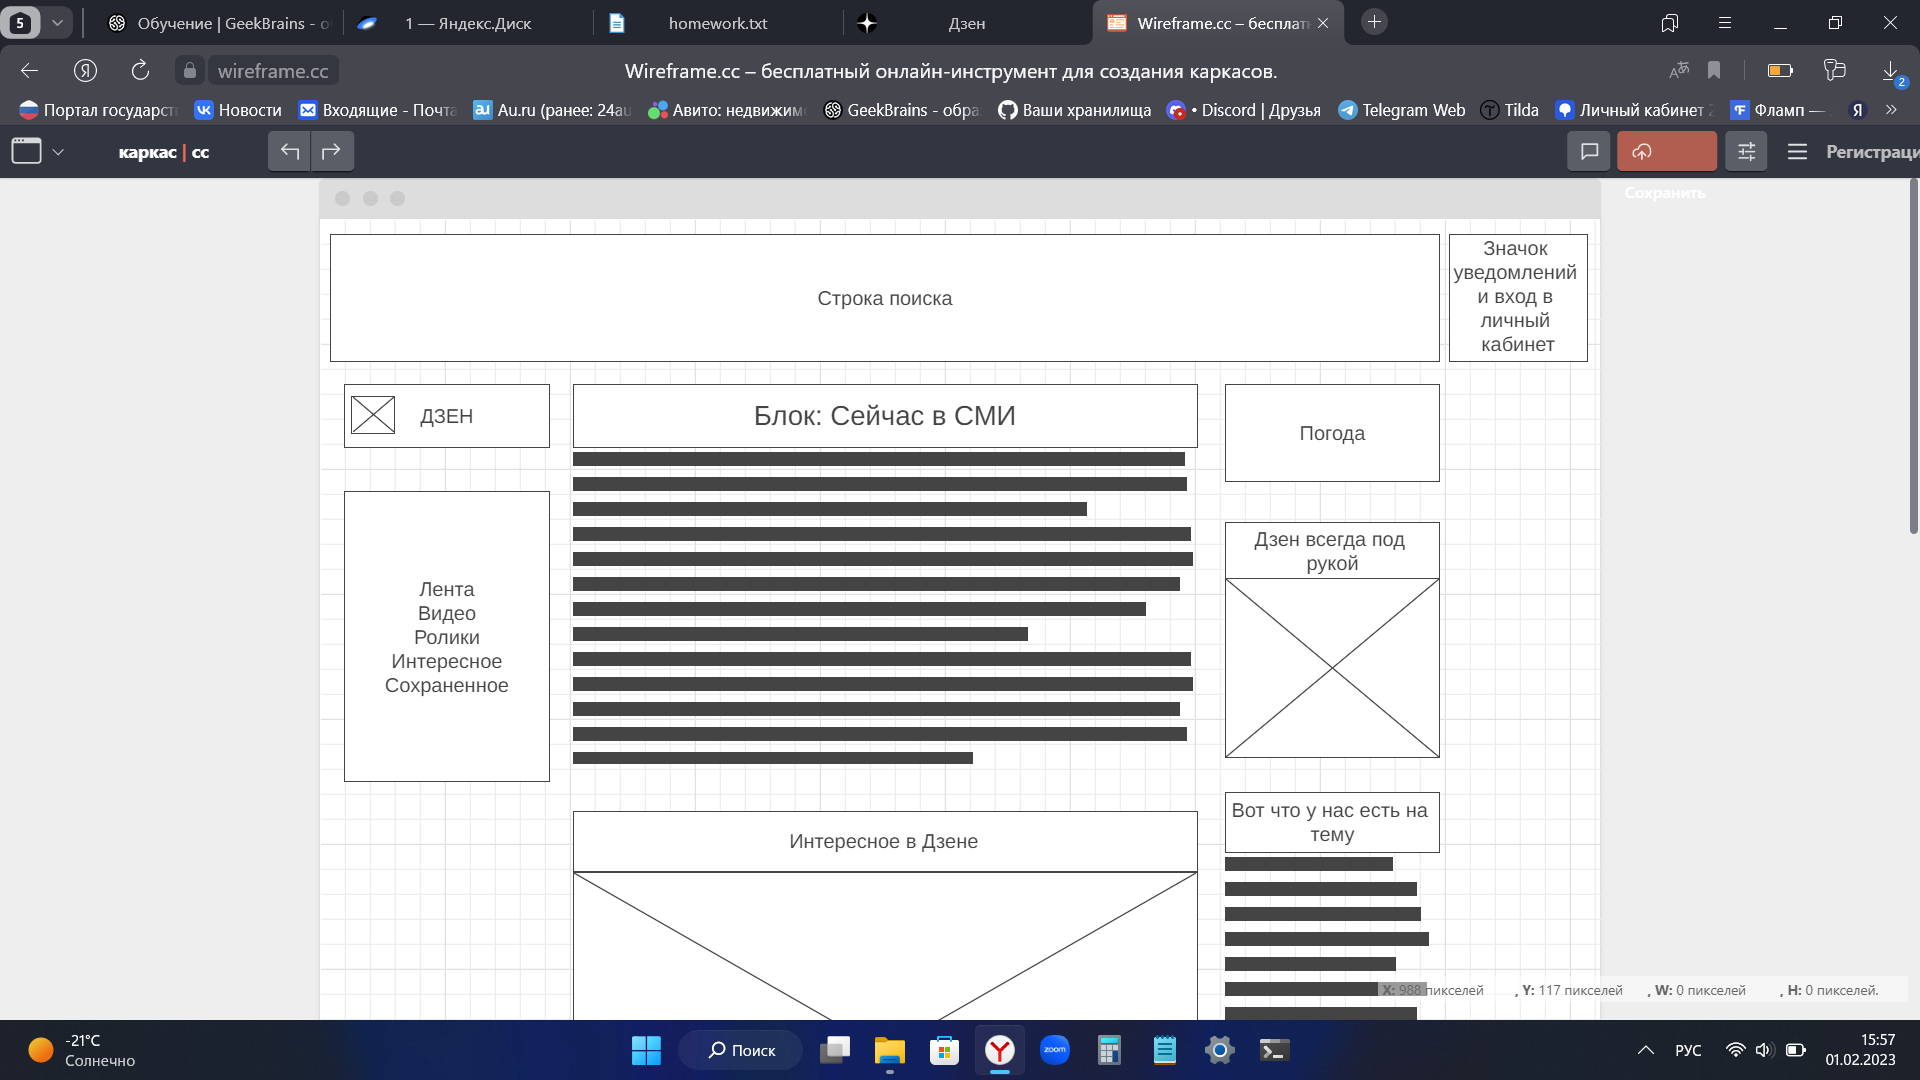 5
Обучение | GeekBrains - о
1 — Яндекс.Диск
homework.txt
Дзен
Wireframe.cc – бесплат
wireframe.cc
Wireframe.cc – бесплатный онлайн-инструмент для создания каркасов.
2
Портал государст
Новости
Входящие - Почта
Au.ru (ранее: 24au
Авито: недвижим
GeekBrains - обра
Ваши хранилища
• Discord | Друзья
Telegram Web
Tilda
Личный кабинет 2
Фламп —
каркас | cc
Регистраци
Сохранить
Строка поиска
Значок
уведомлений
и вход в
личный
кабинет
ДЗЕН
Блок: Сейчас в СМИ
Погода
Дзен всегда под
рукой
Лента
Видео
Ролики
Интересное
Сохраненное
Вот что у нас есть на
тему
Интересное в Дзене
X: 988 пикселей , Y: 117 пикселей , W: 0 пикселей , H: 0 пикселей.
-21°C
Солнечно
Поиск
zoom
РУС
15:57
01.02.2023